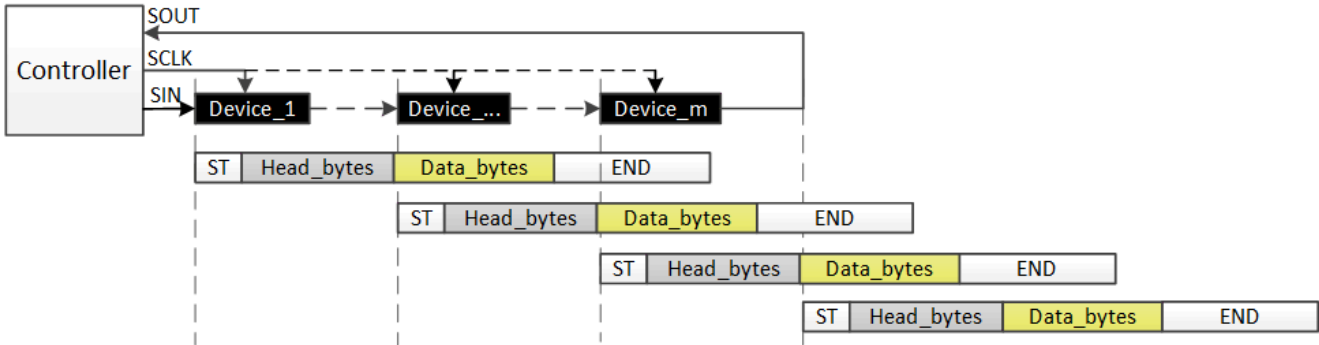 SOUT
Controller
SCLK
SIN
Device_1
Device_...
Device_m
ST Head_bytes Data_bytes END
ST Head_bytes Data_bytes END
ST Head_bytes Data_bytes END
ST Head_bytes Data_bytes END